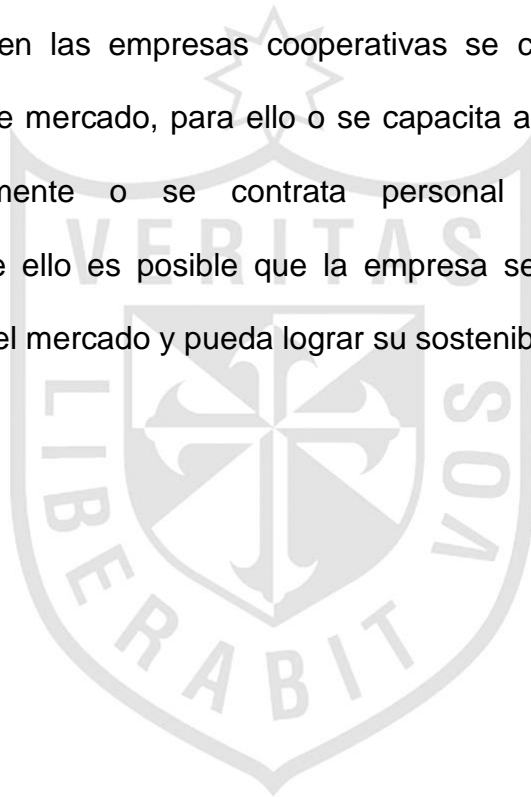 en las empresas cooperativas se
e mercado, para ello o se capacita a
mente o se contrata personal
e ello es posible que la empresa se
el mercado y pueda lograr su
VERITAS
LIBERABIT
VOS